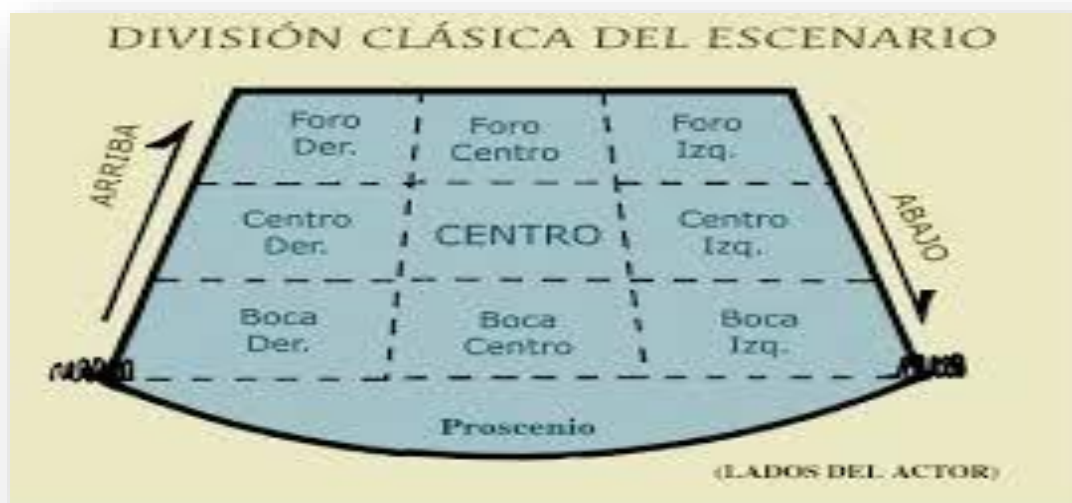 DIVISIÓN CLÁSICA DEL ESCENARIO
ARRIBA
ABAJO
Foro
Der.
Foro
Centro
Foro
Izq.
Centro
Der.
CENTRO
Centro
Izq.
Boca
Der.
Boca
Centro
Boca
Izq.
Proscenio
(LADOS DEL ACTOR)